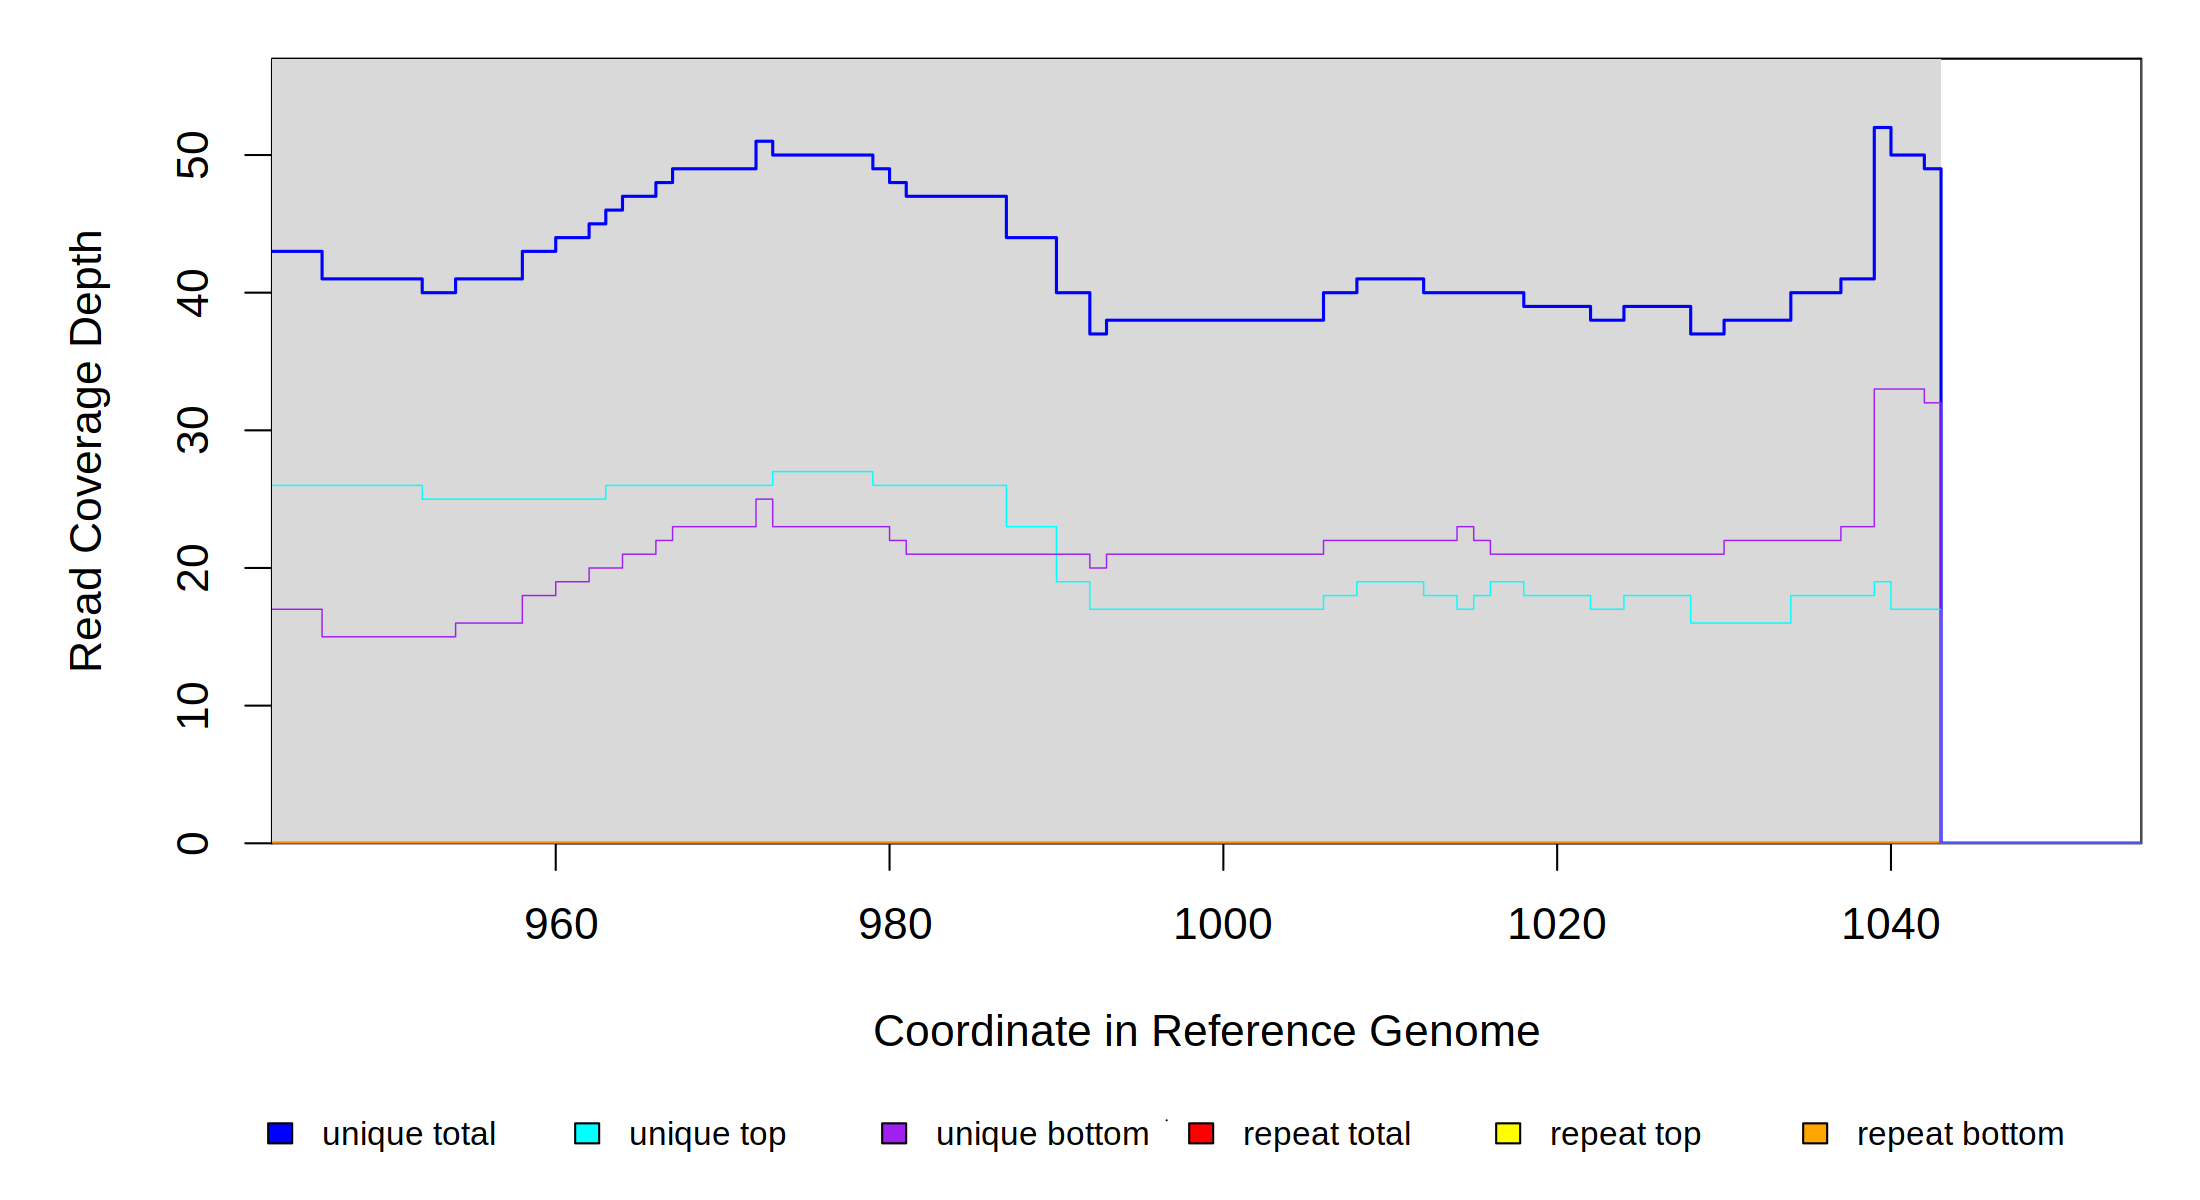 Read Coverage Depth
50
40
30
20
10
0
960 980 1000 1020 1040
Coordinate in Reference Genome
unique total unique top unique bottom repeat total repeat top repeat bottom